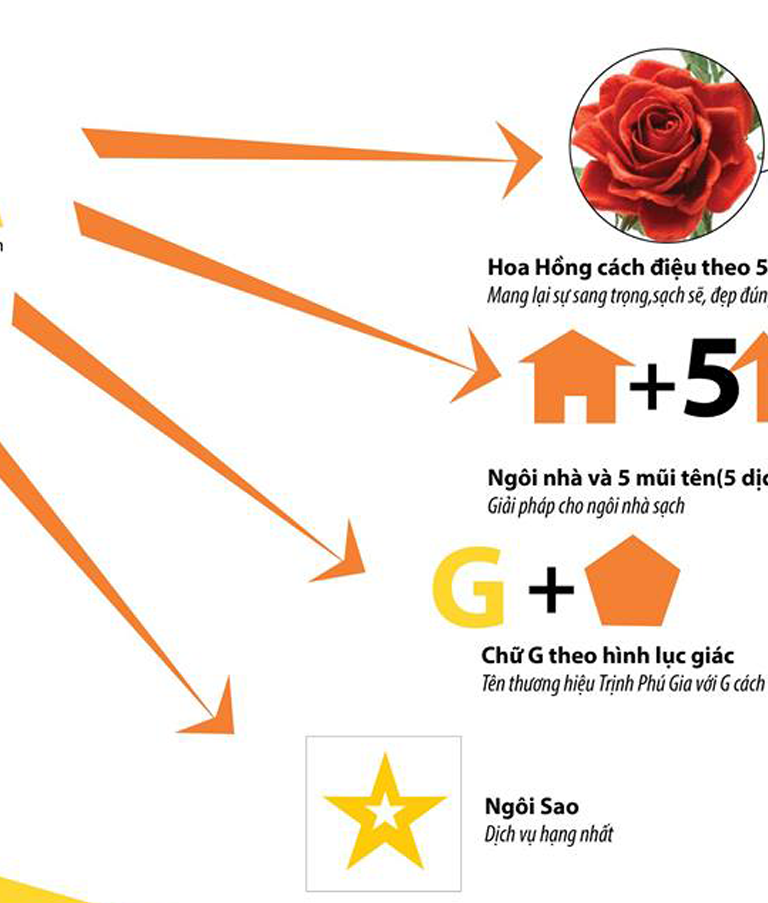 Hoa Hồng cách điệu theo 5
Mang lại sự sang trọng,sạch sẽ, đẹp đún
+5
Ngôi nhà và 5 mũi tên(5 dịc
Giải pháp cho ngôi nhà sạch
G +
Chữ G theo hình lục giác
Tên thương hiệu Trịnh Phú Gia với G cách
Ngôi Sao
Dịch vụ hạng nhất